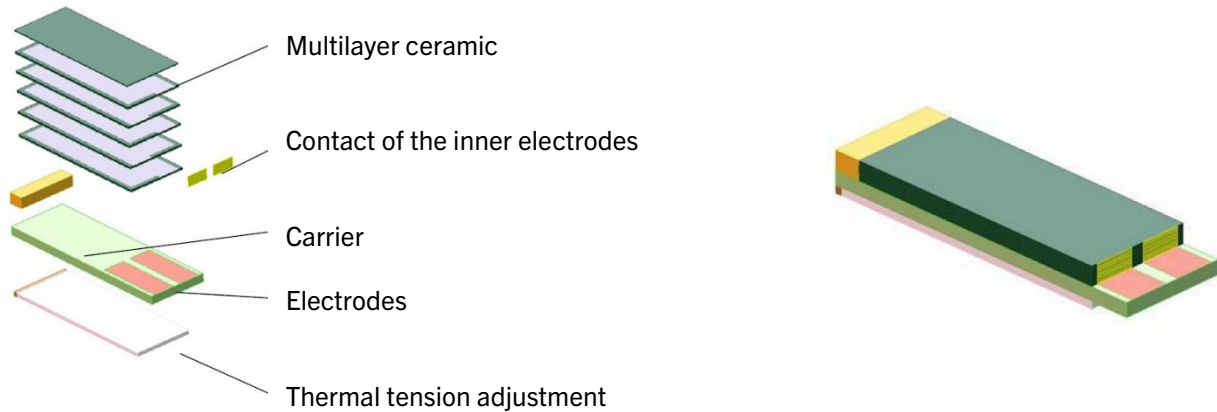 Multilayer ceramic
Contact of the inner electrodes
Carrier
Electrodes
Thermal tension adjustment